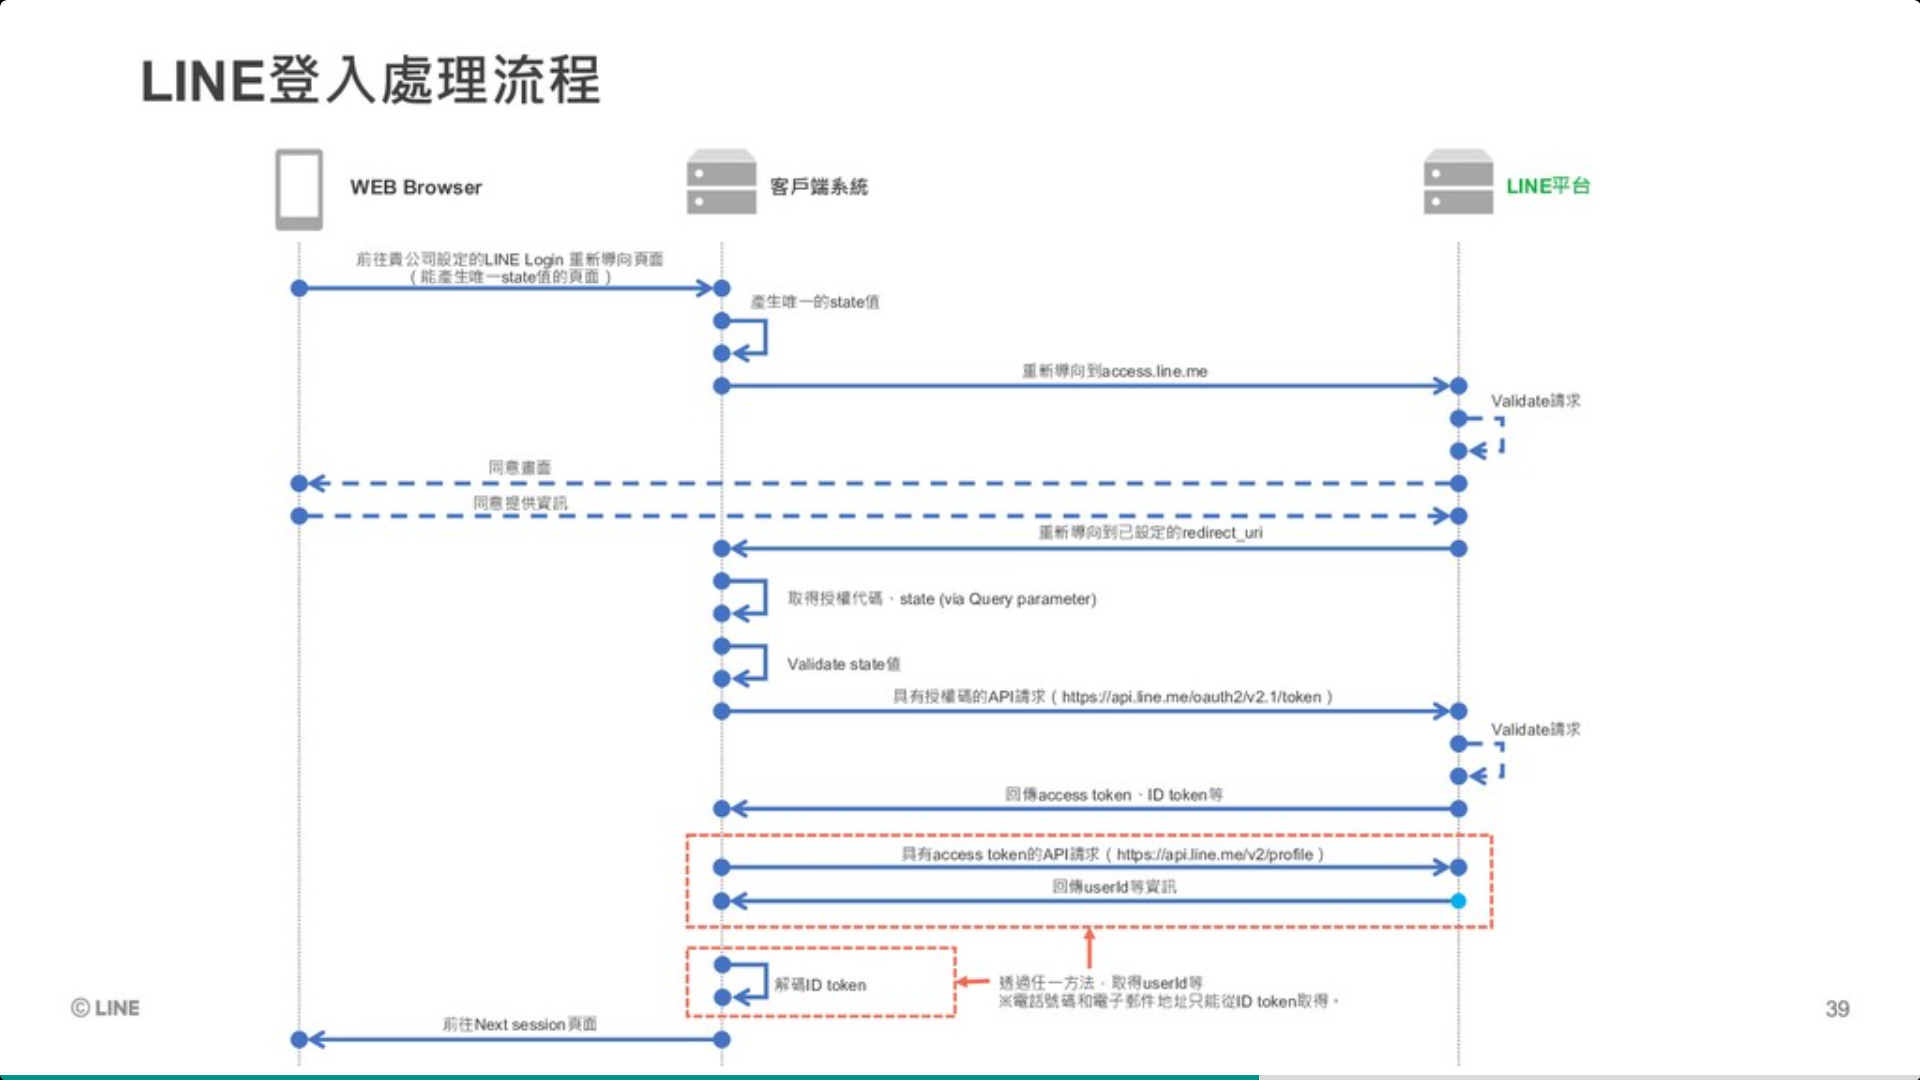 LINE登入處理流程
WEB Browser
客戶端系統
LINE平台
前往貴公司設定的LINE Login 重新導向頁面
(能產生唯一state值的頁面)
產生唯一的state值
重新導向到access.line.me
Validate請求
同意畫面
同意提供資訊
重新導向到已設定的redirect_uri
取得授權代碼、state (via Query parameter)
Validate state值
具有授權碼的API請求(https://api.line.me/oauth2/v2.1/token)
Validate請求
回傳access token、ID token等
具有access token的API請求(https://api.line.me/v2/profile)
回傳userId等資訊
解碼ID token
透過任一方法，取得userId等
※電話號碼和電子郵件地址只能從ID token取得。
前往Next session頁面
© LINE
39